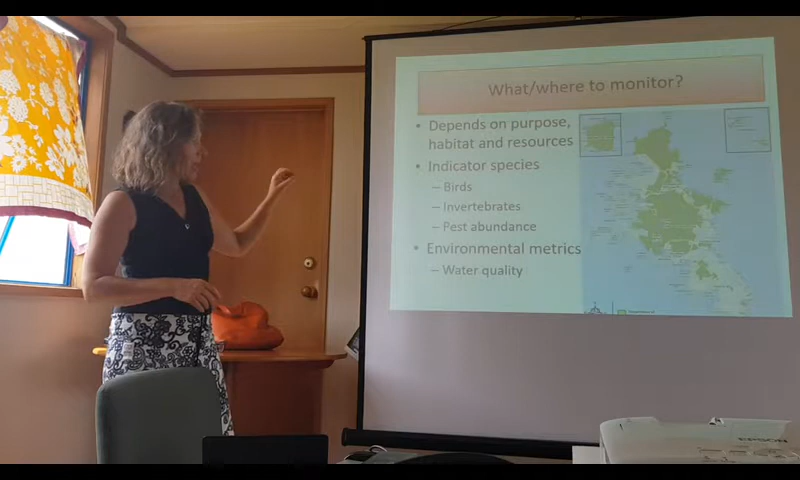 What/where to monitor?
• Depends on purpose,
habitat and resources
• Indicator species
– Birds
– Invertebrates
– Pest abundance
• Environmental metrics
– Water quality